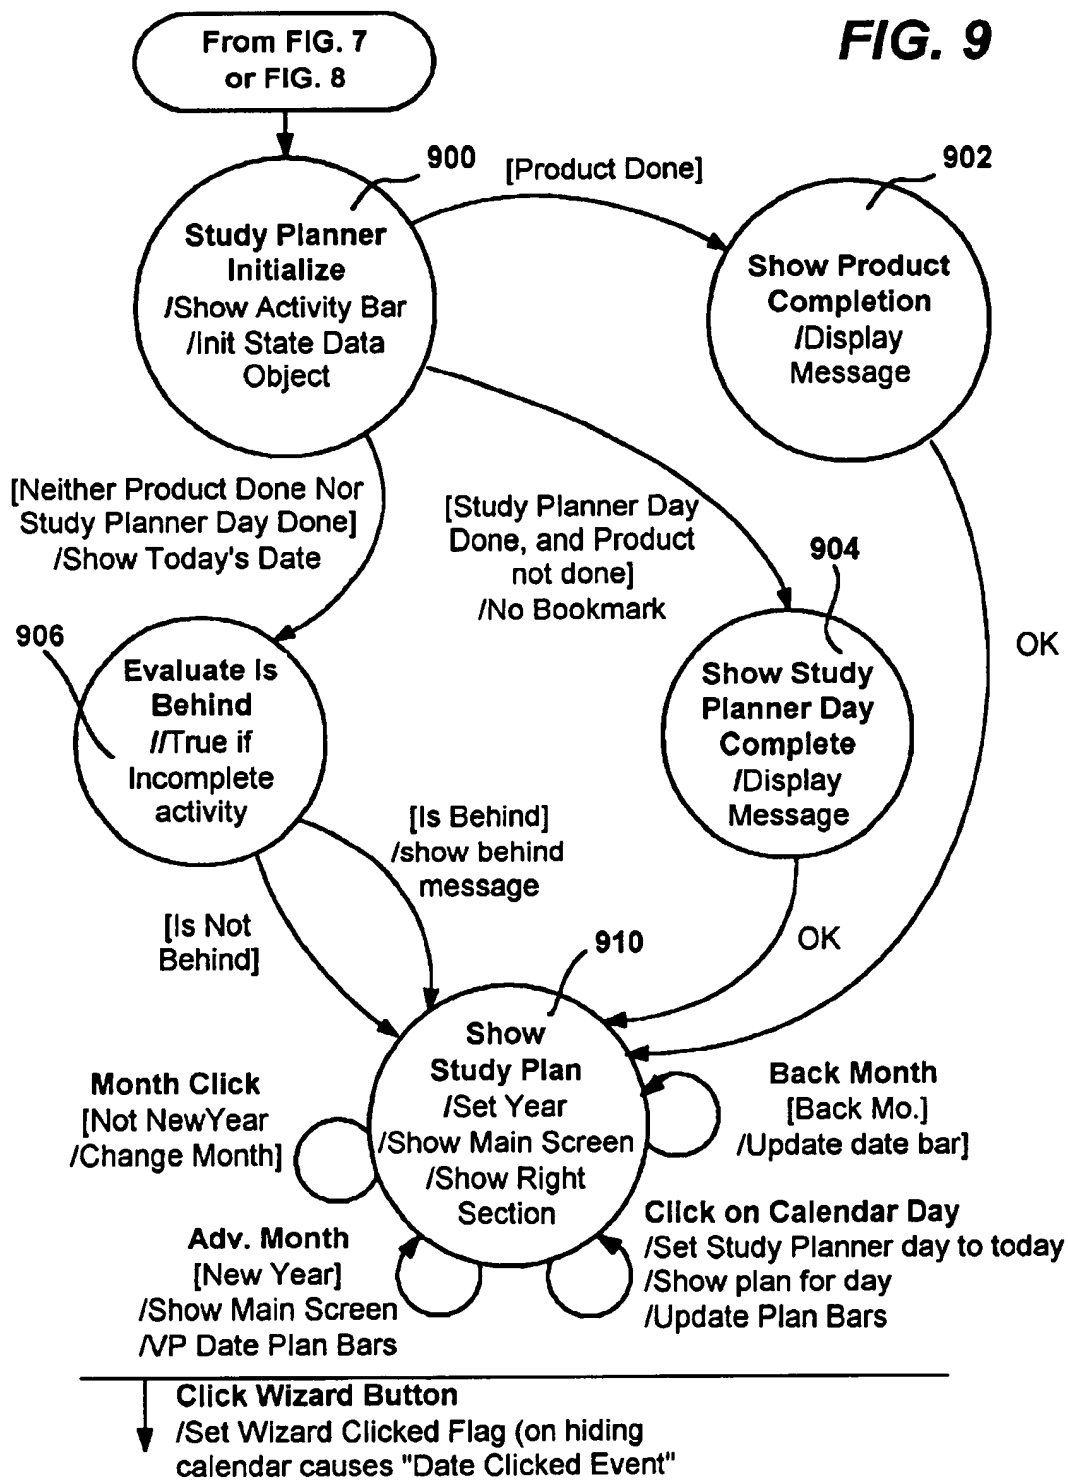 From FIG. 7
or FIG. 8
FIG. 9
900
[Product Done]
902
Study Planner
Initialize
/Show Activity Bar
/Init State Data
Object
Show Product
Completion
/Display
Message
[Neither Product Done Nor
Study Planner Day Done]
/Show Today's Date
[Study Planner Day
Done, and Product
not done]
/No Bookmark
904
OK
906
Evaluate Is
Behind
//True if
Incomplete
activity
Show Study
Planner Day
Complete
/Display
Message
[Is Behind]
/show behind
message
[Is Not
Behind]
910
OK
Show
Study Plan
/Set Year
/Show Main Screen
/Show Right
Section
Month Click
[Not NewYear
/Change Month]
Back Month
[Back Mo.]
/Update date bar]
Adv. Month
[New Year]
/Show Main Screen
/VP Date Plan Bars
Click on Calendar Day
/Set Study Planner day to today
/Show plan for day
/Update Plan Bars
Click Wizard Button
/Set Wizard Clicked Flag (on hiding
calendar causes "Date Clicked Event"